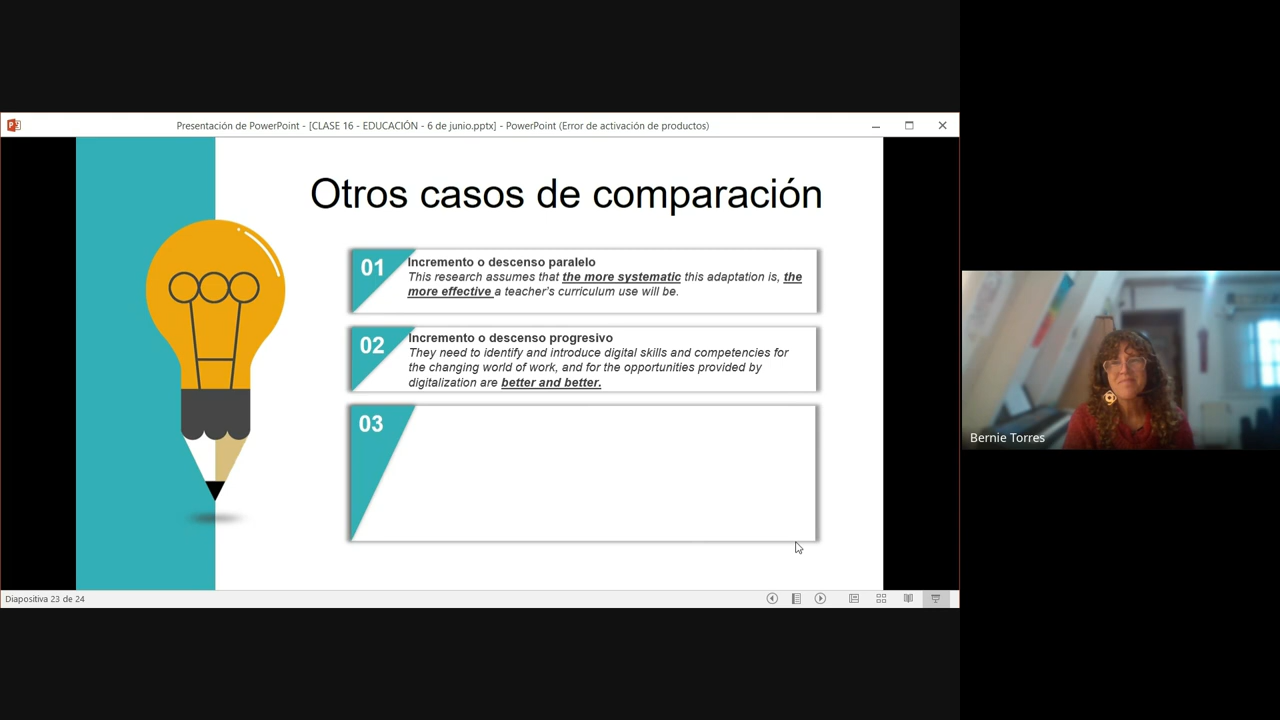 Presentación de PowerPoint - [CLASE 16 - EDUCACIÓN - 6 de junio.pptx] - PowerPoint (Error de activación de productos)
Otros casos de comparación
01
Incremento o descenso paralelo
This research assumes that the more systematic this adaptation is, the
more effective a teacher's curriculum use will be.
02
Incremento o descenso progresivo
They need to identify and introduce digital skills and competencies for
the changing world of work, and for the opportunities provided by
digitalization are better and better.
03
Bernie Torres
Diapositiva 23 de 24